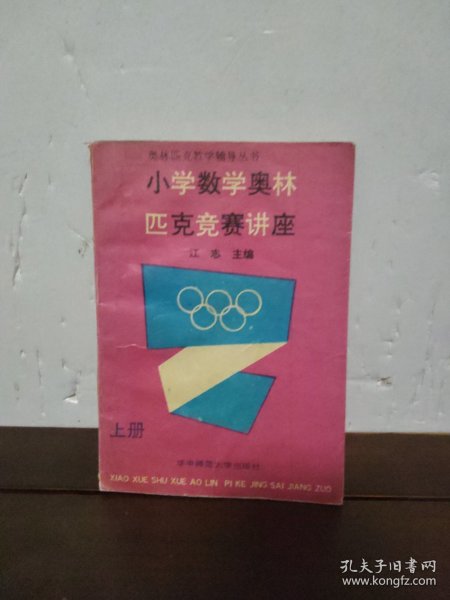 奥林匹克教学辅导丛书
小学数学奥林
匹克竞赛讲座
江志 主编
上册
华中师范大学出版社
XIAO XUE SHU XUE AO LIN PI KE JING SAI JIANG ZUO
孔夫子旧书网
www.kongfz.com